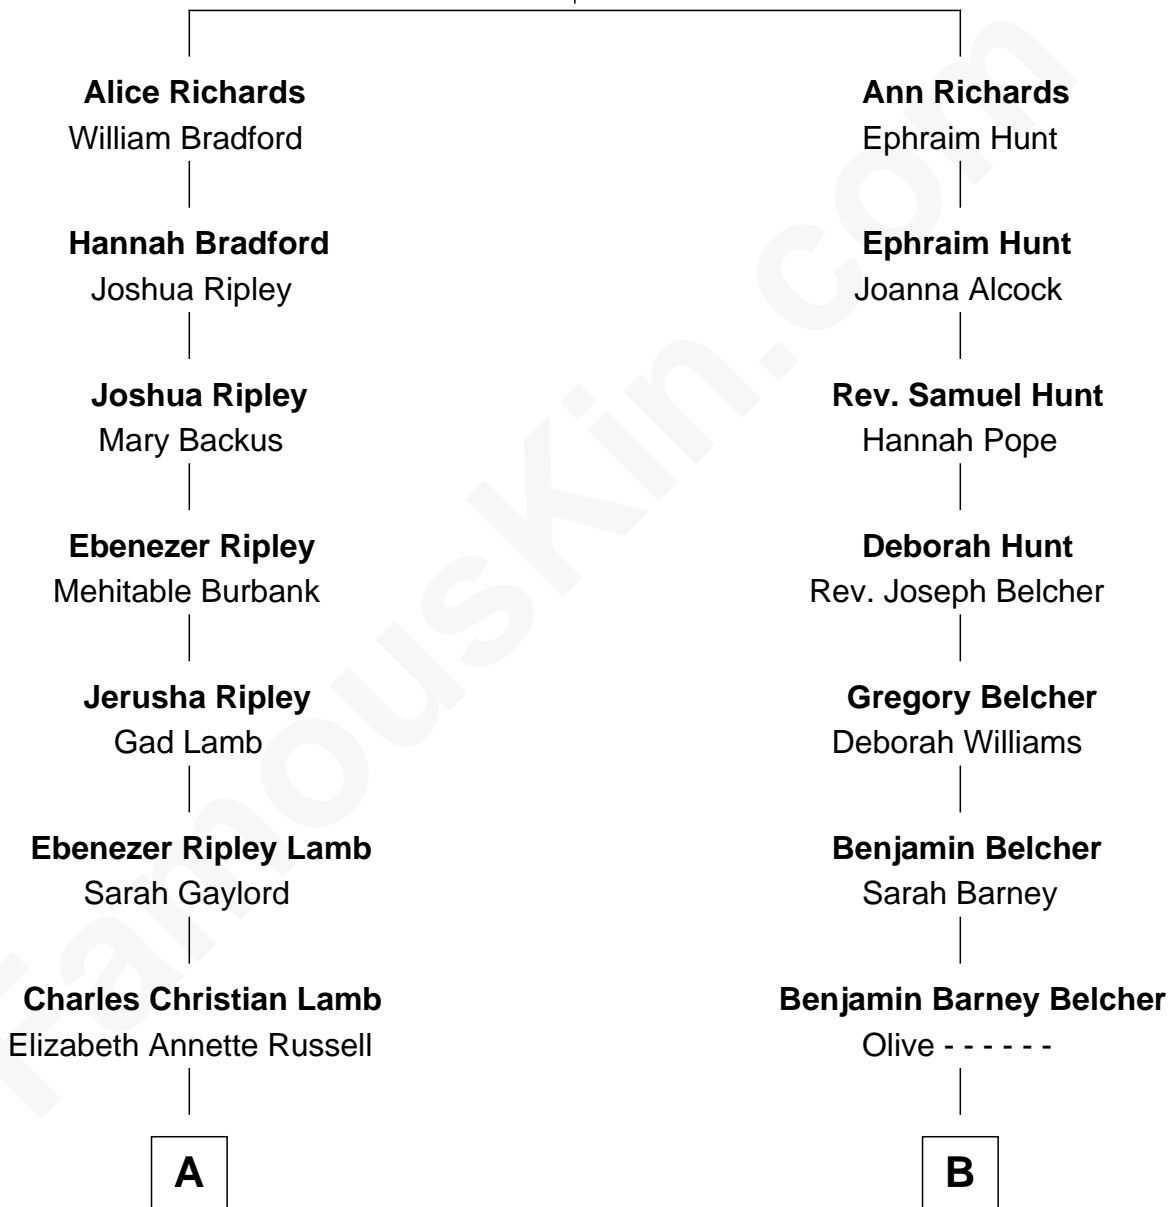 Alice Richards
William Bradford
Hannah Bradford
Joshua Ripley
Joshua Ripley
Mary Backus
Ebenezer Ripley
Mehitable Burbank
Jerusha Ripley
Gad Lamb
Ebenezer Ripley Lamb
Sarah Gaylord
Charles Christian Lamb
Elizabeth Annette Russell
A
Ann Richards
Ephraim Hunt
Ephraim Hunt
Joanna Alcock
Rev. Samuel Hunt
Hannah Pope
Deborah Hunt
Rev. Joseph Belcher
Gregory Belcher
Deborah Williams
Benjamin Belcher
Sarah Barney
Benjamin Barney Belcher
Olive - - - - - -
B
FamousKin.com